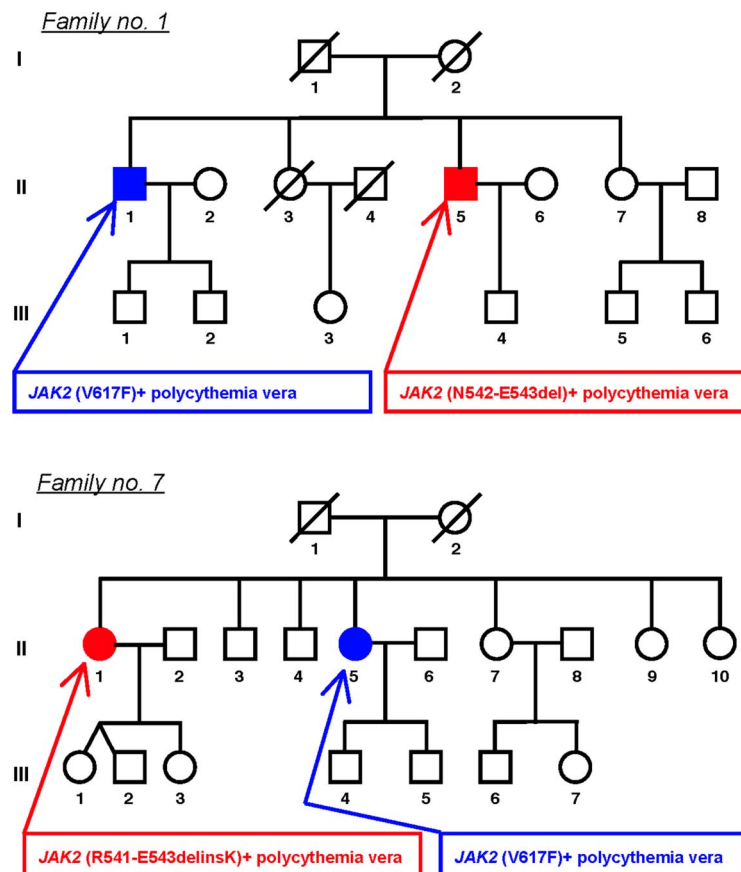 Family no. 1
I
1 2
II
1 2 3 4 5 6 7 8
III
1 2 3 4 5 6
JAK2 (V617F)+ polycythemia vera
JAK2 (N542-E543del)+ polycythemia vera
Family no. 7
I
1 2
II
1 2 3 4 5 6 7 8 9 10
III
1 2 3 4 5 6 7
JAK2 (R541-E543delinsK)+ polycythemia vera
JAK2 (V617F)+ polycythemia vera